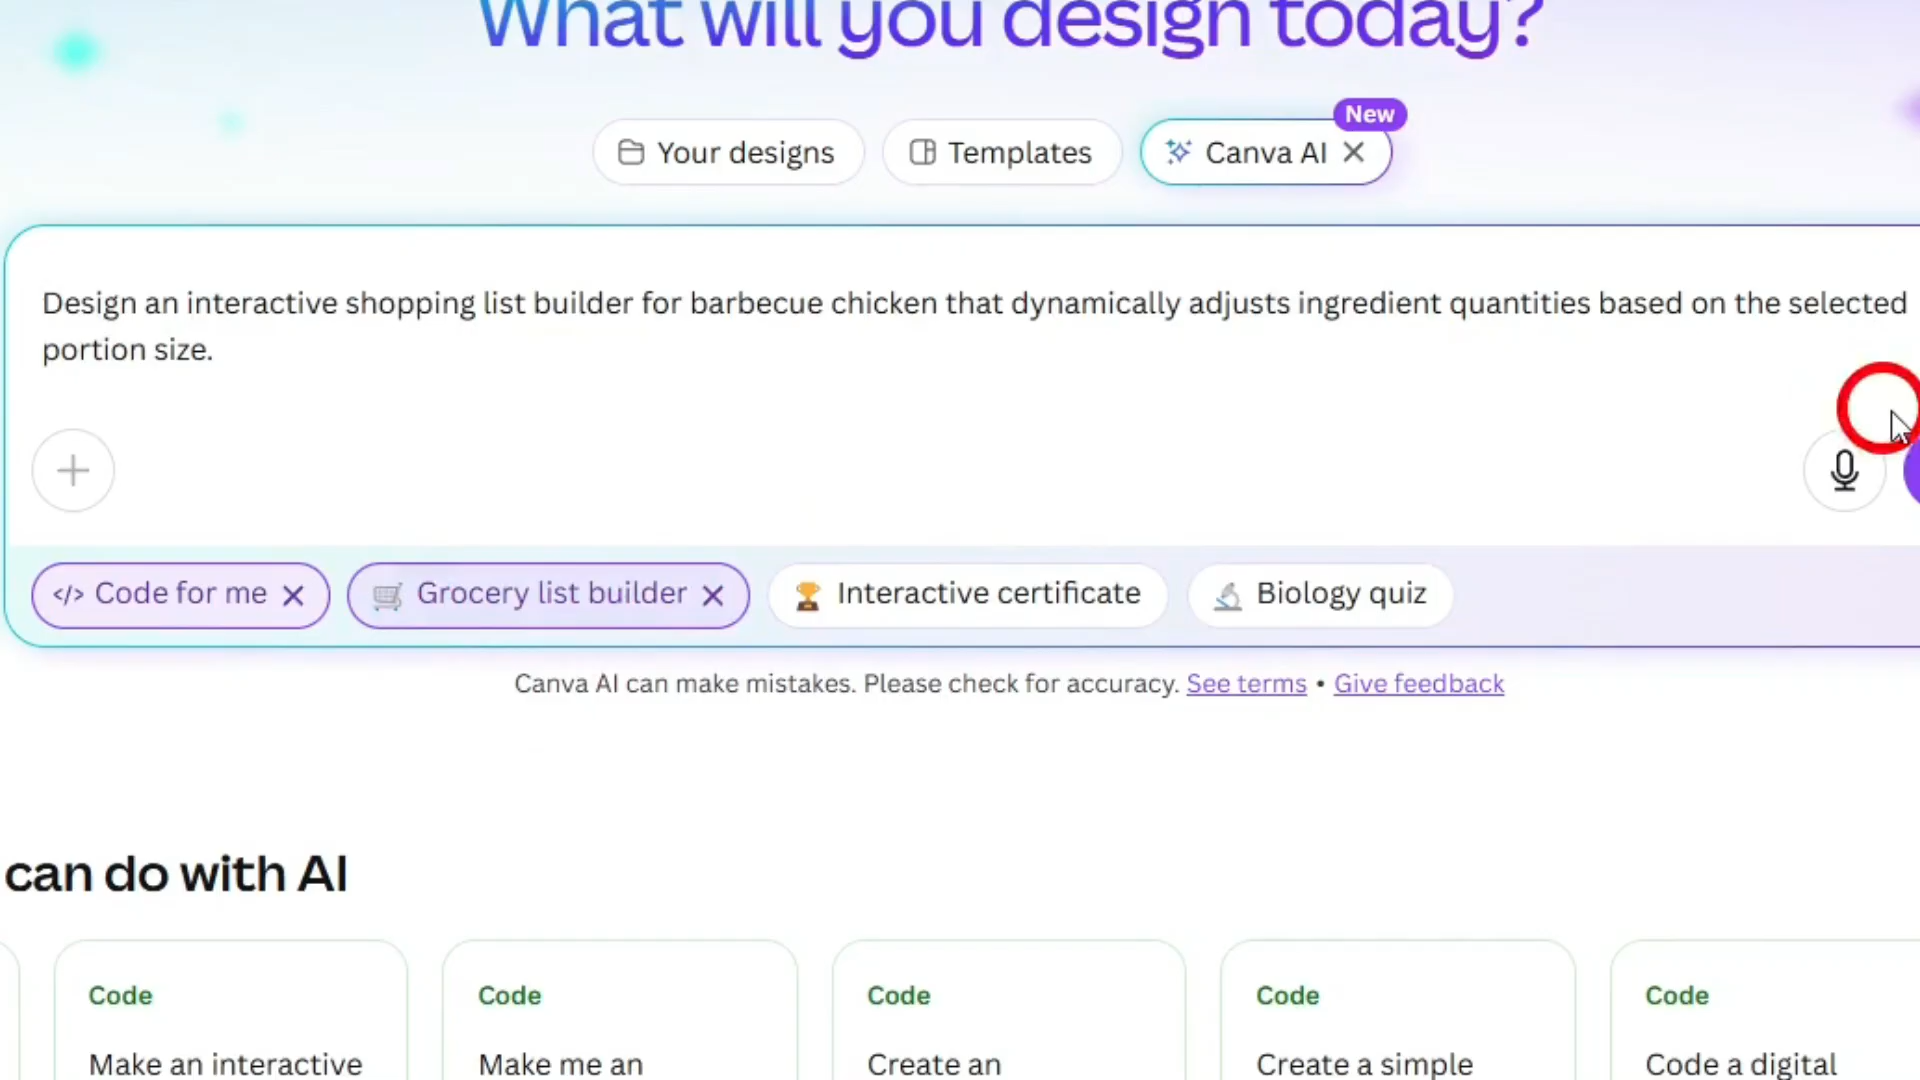 What will you design today?
New
Your designs
Templates
Canva AI
Design an interactive shopping list builder for barbecue chicken that dynamically adjusts ingredient quantities based on the selected
portion size.
</> Code for me
Grocery list builder
Interactive certificate
Biology quiz
Canva AI can make mistakes. Please check for accuracy. See terms • Give feedback
can do with AI
Code
Make an interactive
Code
Make me an
Code
Create an
Code
Create a simple
Code
Code a digital